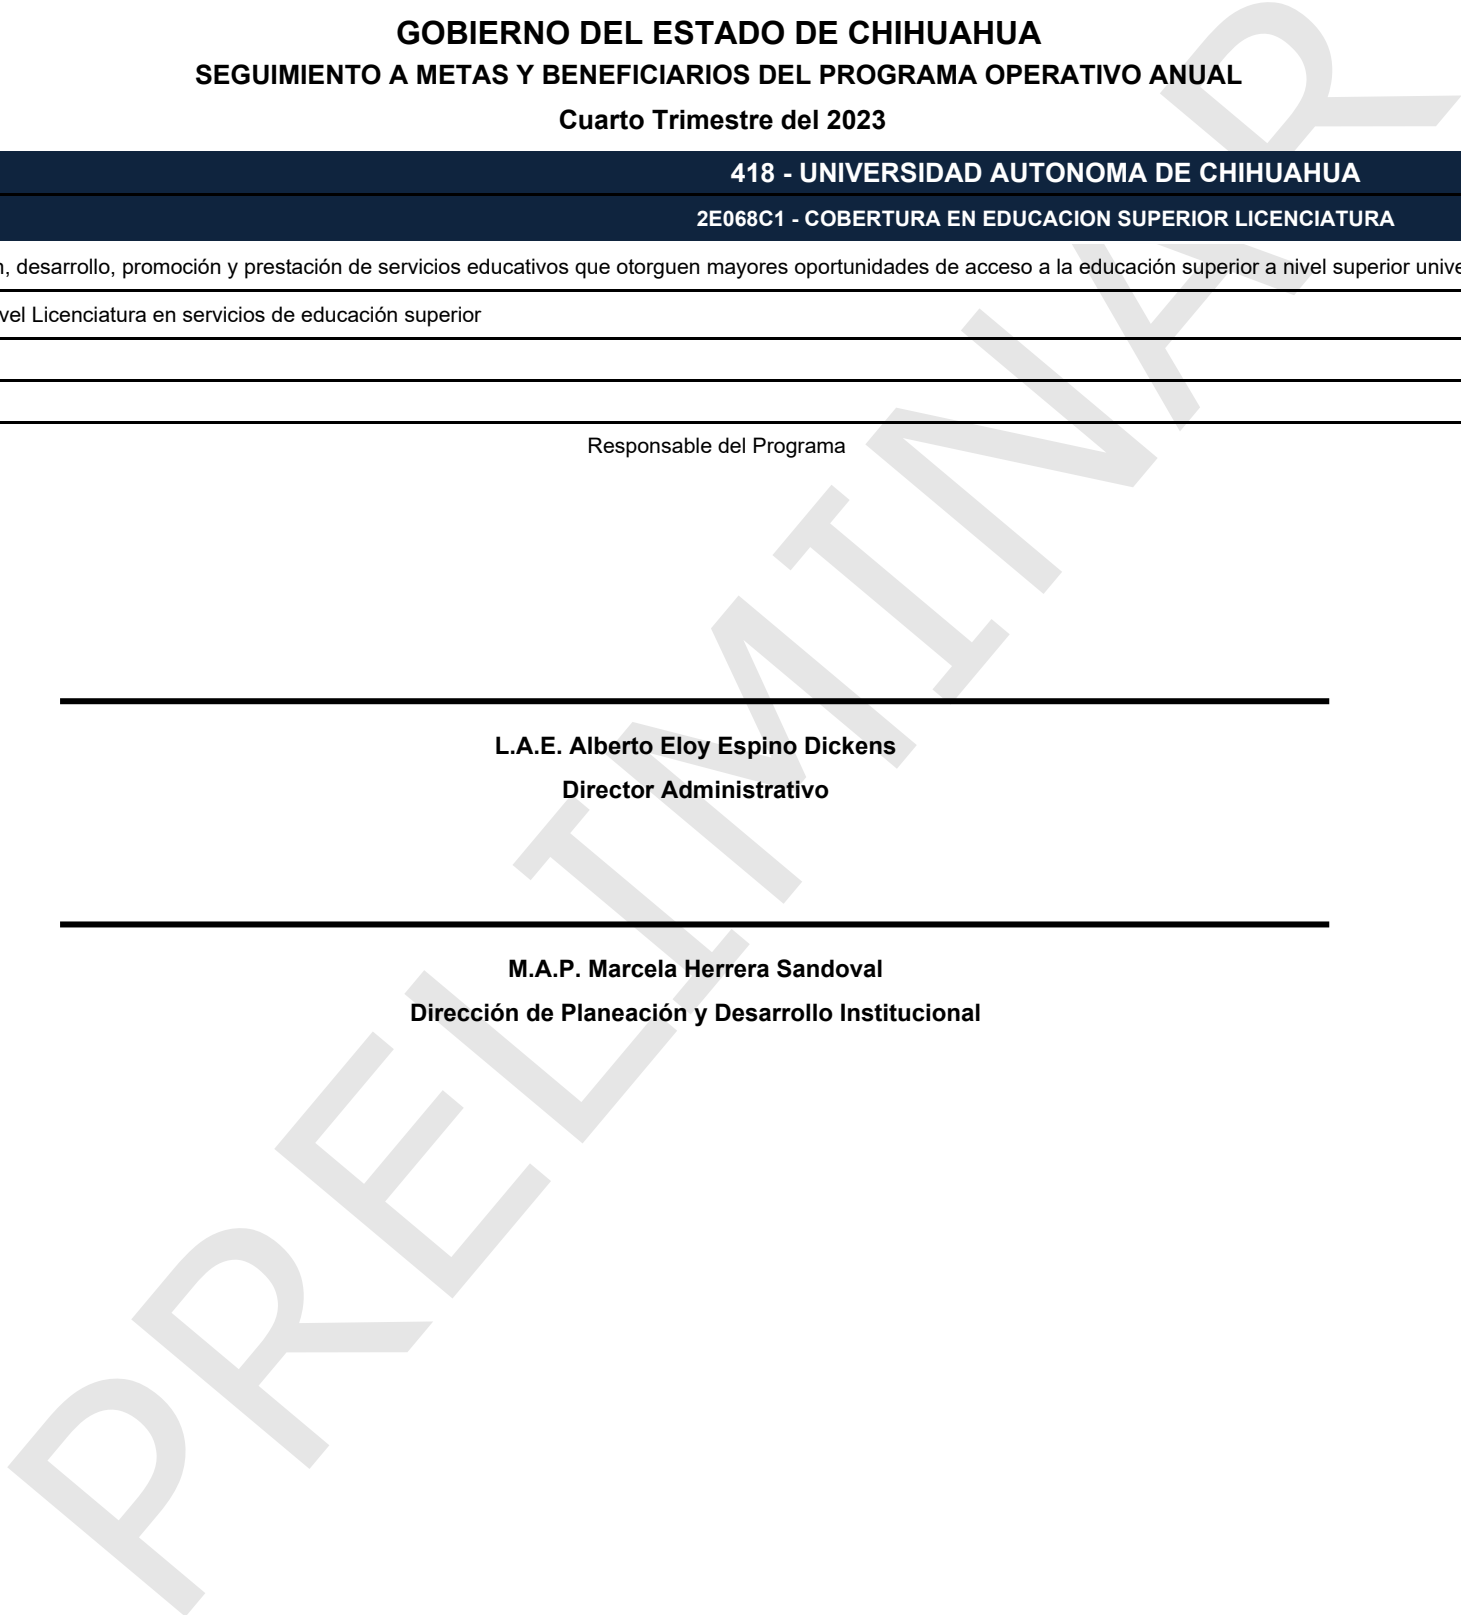 GOBIERNO DEL ESTADO DE CHIHUAHUA
SEGUIMIENTO A METAS Y BENEFICIARIOS DEL PROGRAMA OPERATIVO ANUAL
Cuarto Trimestre del 2023
418 - UNIVERSIDAD AUTONOMA DE CHIHUAHUA
2E068C1 - COBERTURA EN EDUCACION SUPERIOR LICENCIATURA
, desarrollo, promoción y prestación de servicios educativos que otorguen mayores oportunidades de acceso a la educación superior a nivel superior unive
vel Licenciatura en servicios de educación superior
Responsable del Programa
L.A.E. Alberto Eloy Espino Dickens
Director Administrativo
M.A.P. Marcela Herrera Sandoval
Dirección de Planeación y Desarrollo Institucional
PRELIMINAR